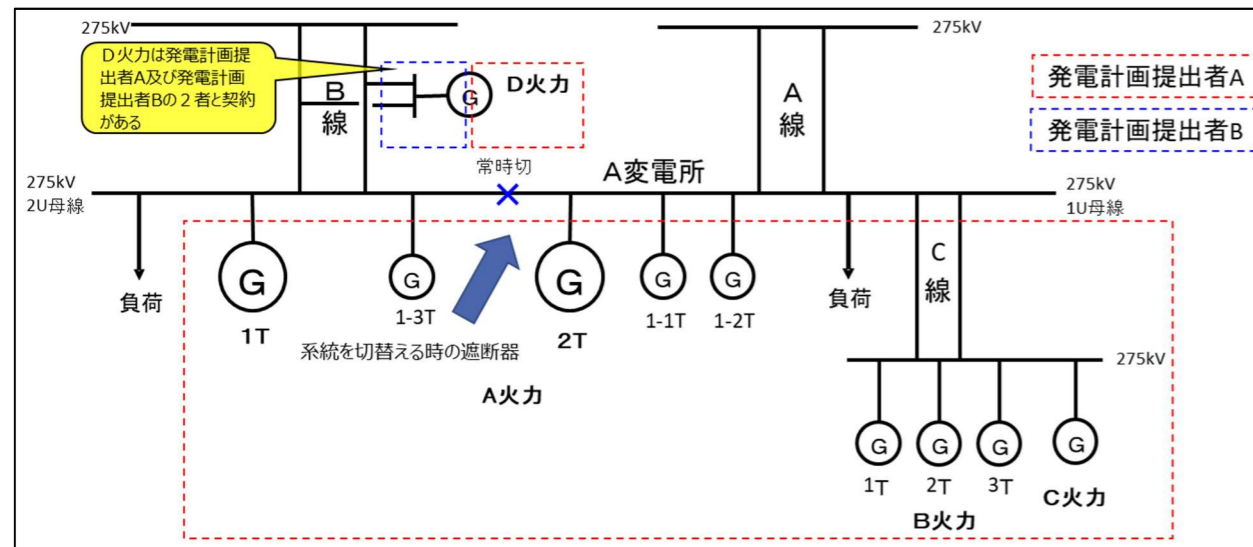 275kV
275kV
D火力は発電計画提
出者A及び発電計画
提出者Bの2者と契約
がある
B
線
G
D火力
A
線
発電計画提出者A
発電計画提出者B
常時切
A変電所
275kV
2U母線
275kV
1U母線
負荷
G
1T
G
1-3T
G
2T
G
1-1T
G
1-2T
負荷
C
線
系統を切替える時の遮断器
A火力
275kV
G
1T
G
2T
G
3T
G
C火力
B火力